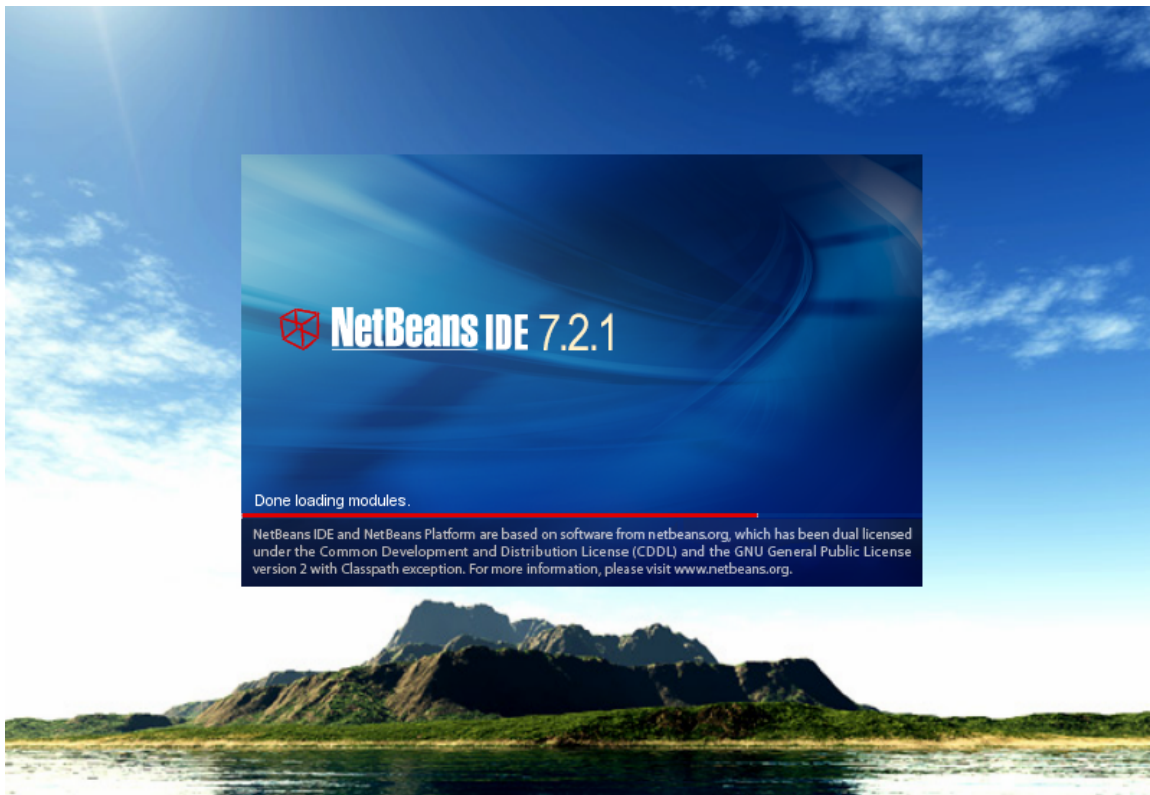 NetBeans IDE 7.2.1
Done loading modules.
NetBeans IDE and NetBeans Platform are based on software from netbeans.org, which has been dual licensed
under the Common Development and Distribution License (CDDL) and the GNU General Public License
version 2 with Classpath exception. For more information, please visit www.netbeans.org.